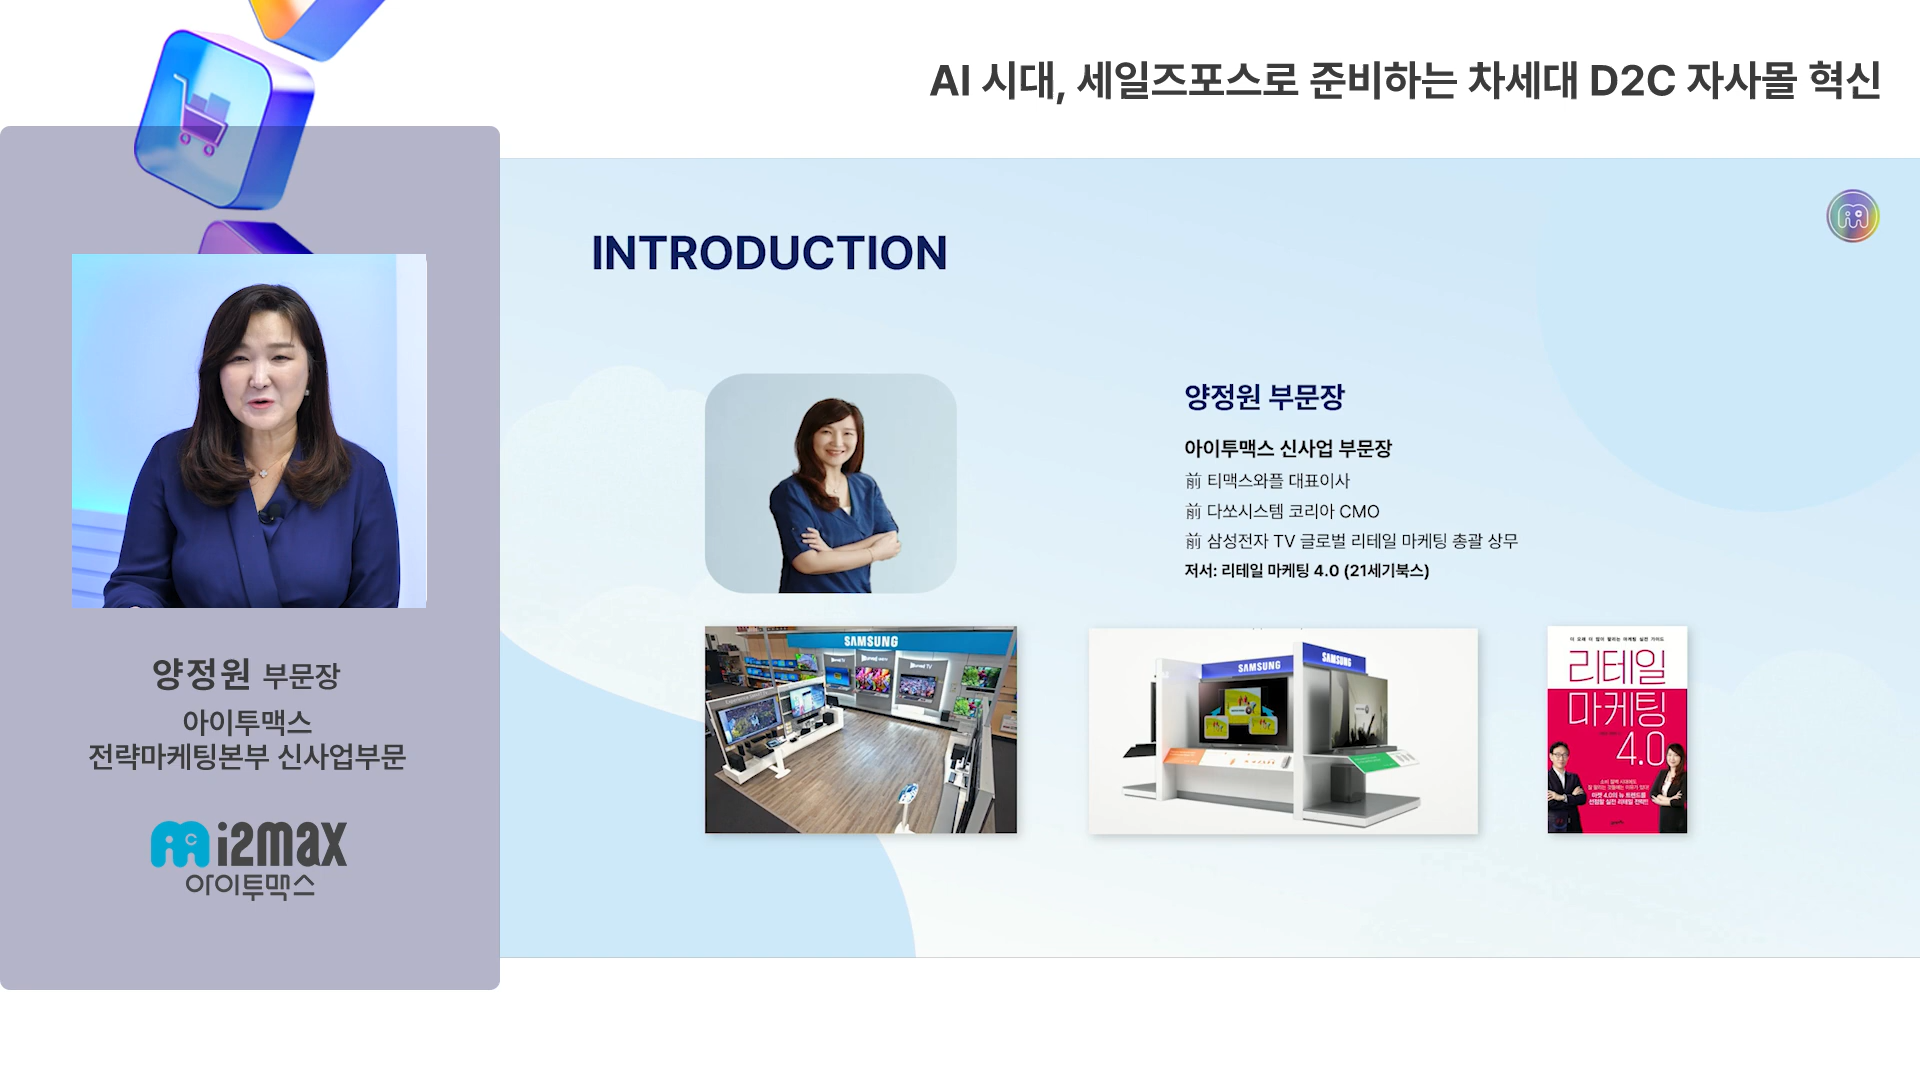 AI 시대, 세일즈포스로 준비하는 차세대 D2C 자사몰 혁신
INTRODUCTION
양정원 부문장
아이투맥스 신사업 부문장
前 티맥스와플 대표이사
前 다쏘시스템 코리아 CMO
前 삼성전자 TV 글로벌 리테일 마케팅 총괄 상무
저서: 리테일 마케팅 4.0 (21세기북스)
SAMSUNG
SAMSUNG
SAMSUNG
리테일
마케팅
4.0
양정원 부문장
아이투맥스
전략마케팅본부 신사업부문
i2max
아이투맥스